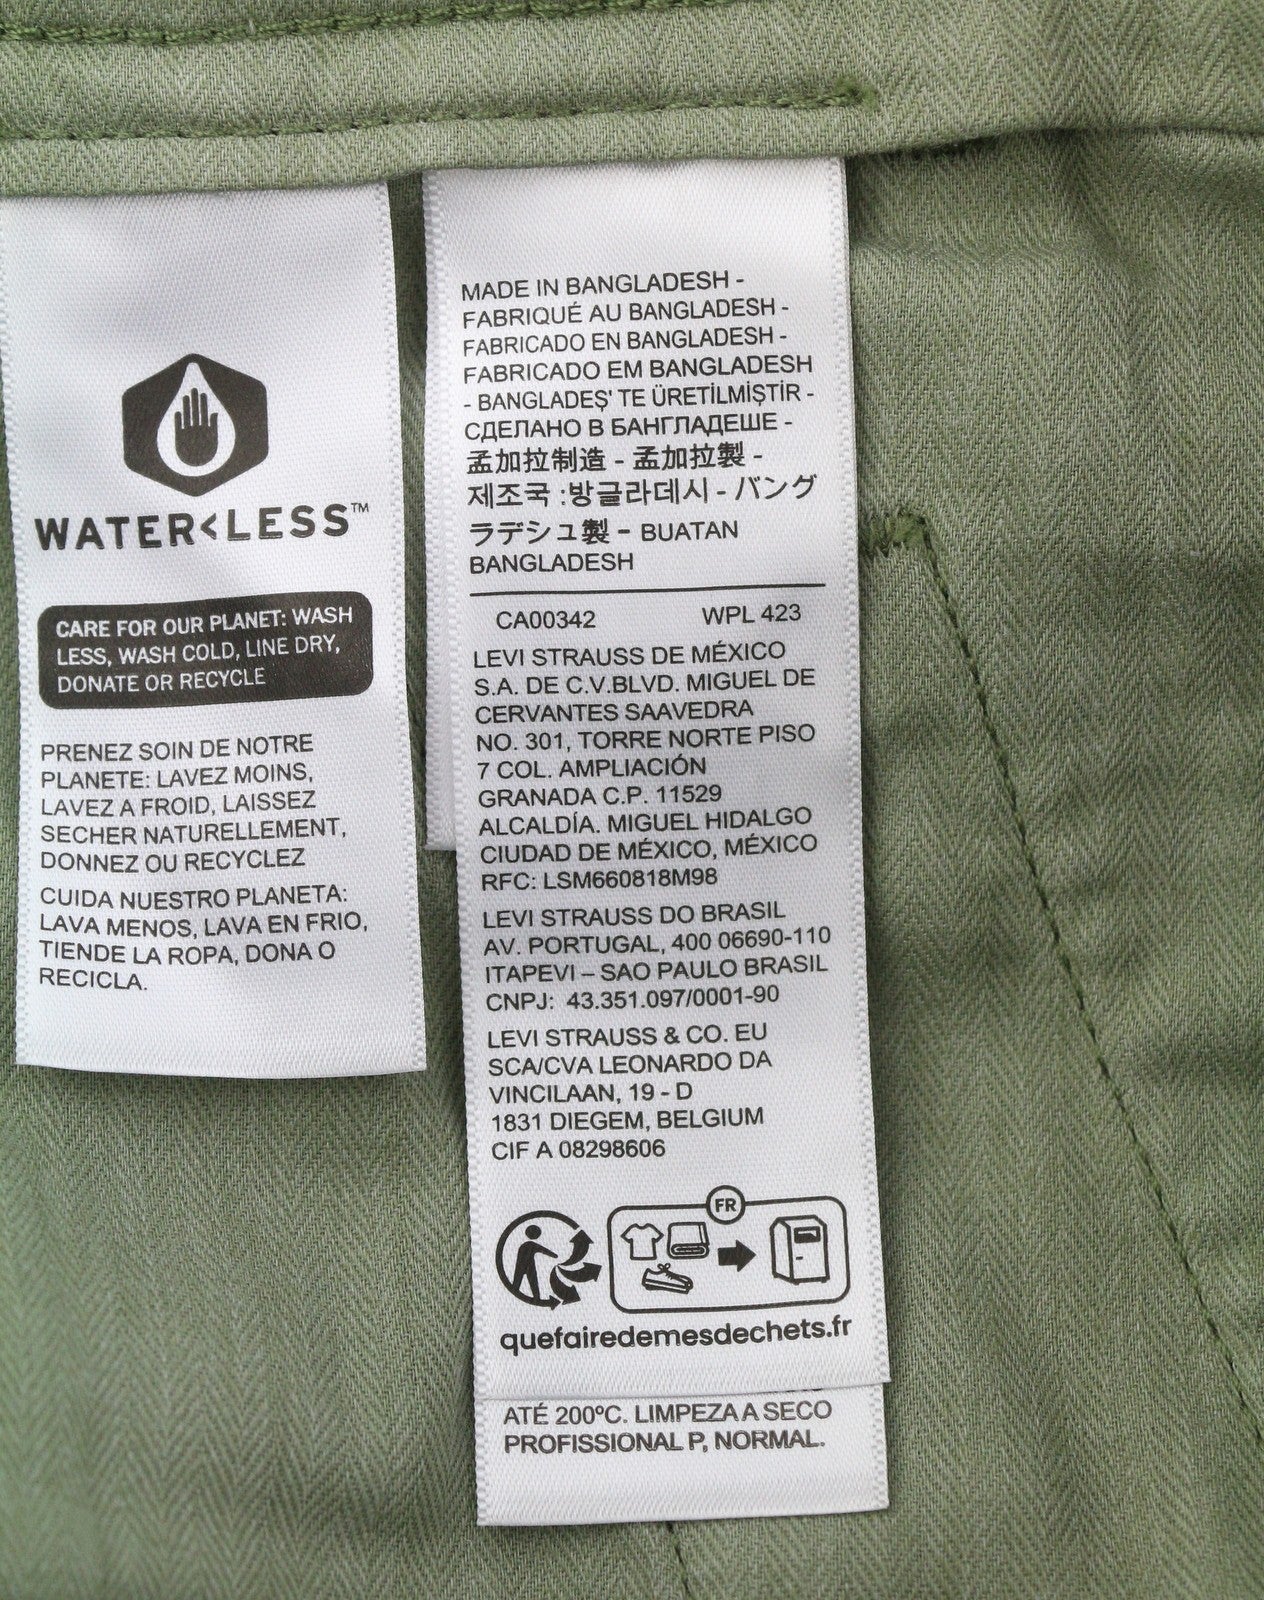 WATER<LESS™
CARE FOR OUR PLANET: WASH
LESS, WASH COLD, LINE DRY,
DONATE OR RECYCLE
PRENEZ SOIN DE NOTRE
PLANETE: LAVEZ MOINS,
LAVEZ A FROID, LAISSEZ
SECHER NATURELLEMENT,
DONNEZ OU RECYCLEZ
CUIDA NUESTRO PLANETA:
LAVA MENOS, LAVA EN FRIO,
TIENDE LA ROPA, DONA O
RECICLA.
MADE IN BANGLADESH -
FABRIQUÉ AU BANGLADESH -
FABRICADO EN BANGLADESH -
FABRICADO EM BANGLADESH
- BANGLADEŞ' TE ÜRETİLMİŞTİR -
СДЕЛАНО В БАНГЛАДЕШЕ -
孟加拉制造 - 孟加拉製 -
제조국 :방글라데시 - バング
ラデシュ製 - BUATAN
BANGLADESH
CA00342 WPL 423
LEVI STRAUSS DE MÉXICO
S.A. DE C.V.BLVD. MIGUEL DE
CERVANTES SAAVEDRA
NO. 301, TORRE NORTE PISO
7 COL. AMPLIACIÓN
GRANADA C.P. 11529
ALCALDÍA. MIGUEL HIDALGO
CIUDAD DE MÉXICO, MÉXICO
RFC: LSM660818M98
LEVI STRAUSS DO BRASIL
AV. PORTUGAL, 400 06690-110
ITAPEVI – SAO PAULO BRASIL
CNPJ: 43.351.097/0001-90
LEVI STRAUSS & CO. EU
SCA/CVA LEONARDO DA
VINCILAAN, 19 - D
1831 DIEGEM, BELGIUM
CIF A 08298606
FR
quefairedemesdechets.fr
ATÉ 200ºC. LIMPEZA A SECO
PROFISSIONAL P, NORMAL.